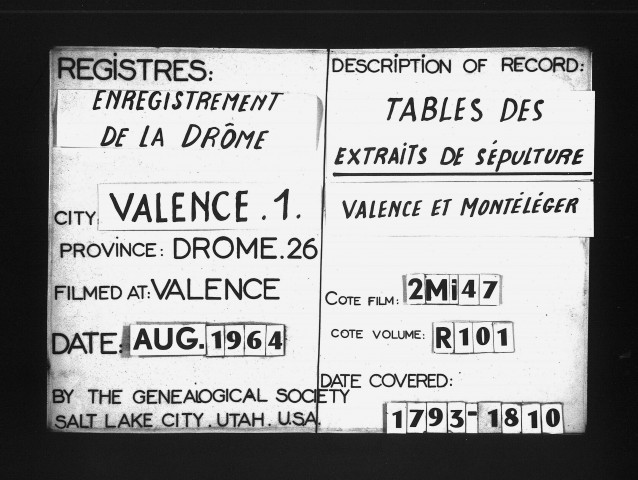 REGISTRES:
ENREGISTREMENT
DE LA DRÔME
CITY: VALENCE.1.
PROVINCE: DROME.26
FILMED AT: VALENCE
DATE: AUG. 1964
BY THE GENEALOGICAL SOCIETY
SALT LAKE CITY. UTAH. U.S.A.
DESCRIPTION OF RECORD:
TABLES DES
EXTRAITS DE SÉPULTURE
VALENCE ET MONTÉLÉGER
COTE FILM: 2Mi47
COTE VOLUME: R101
DATE COVERED:
1793-1810